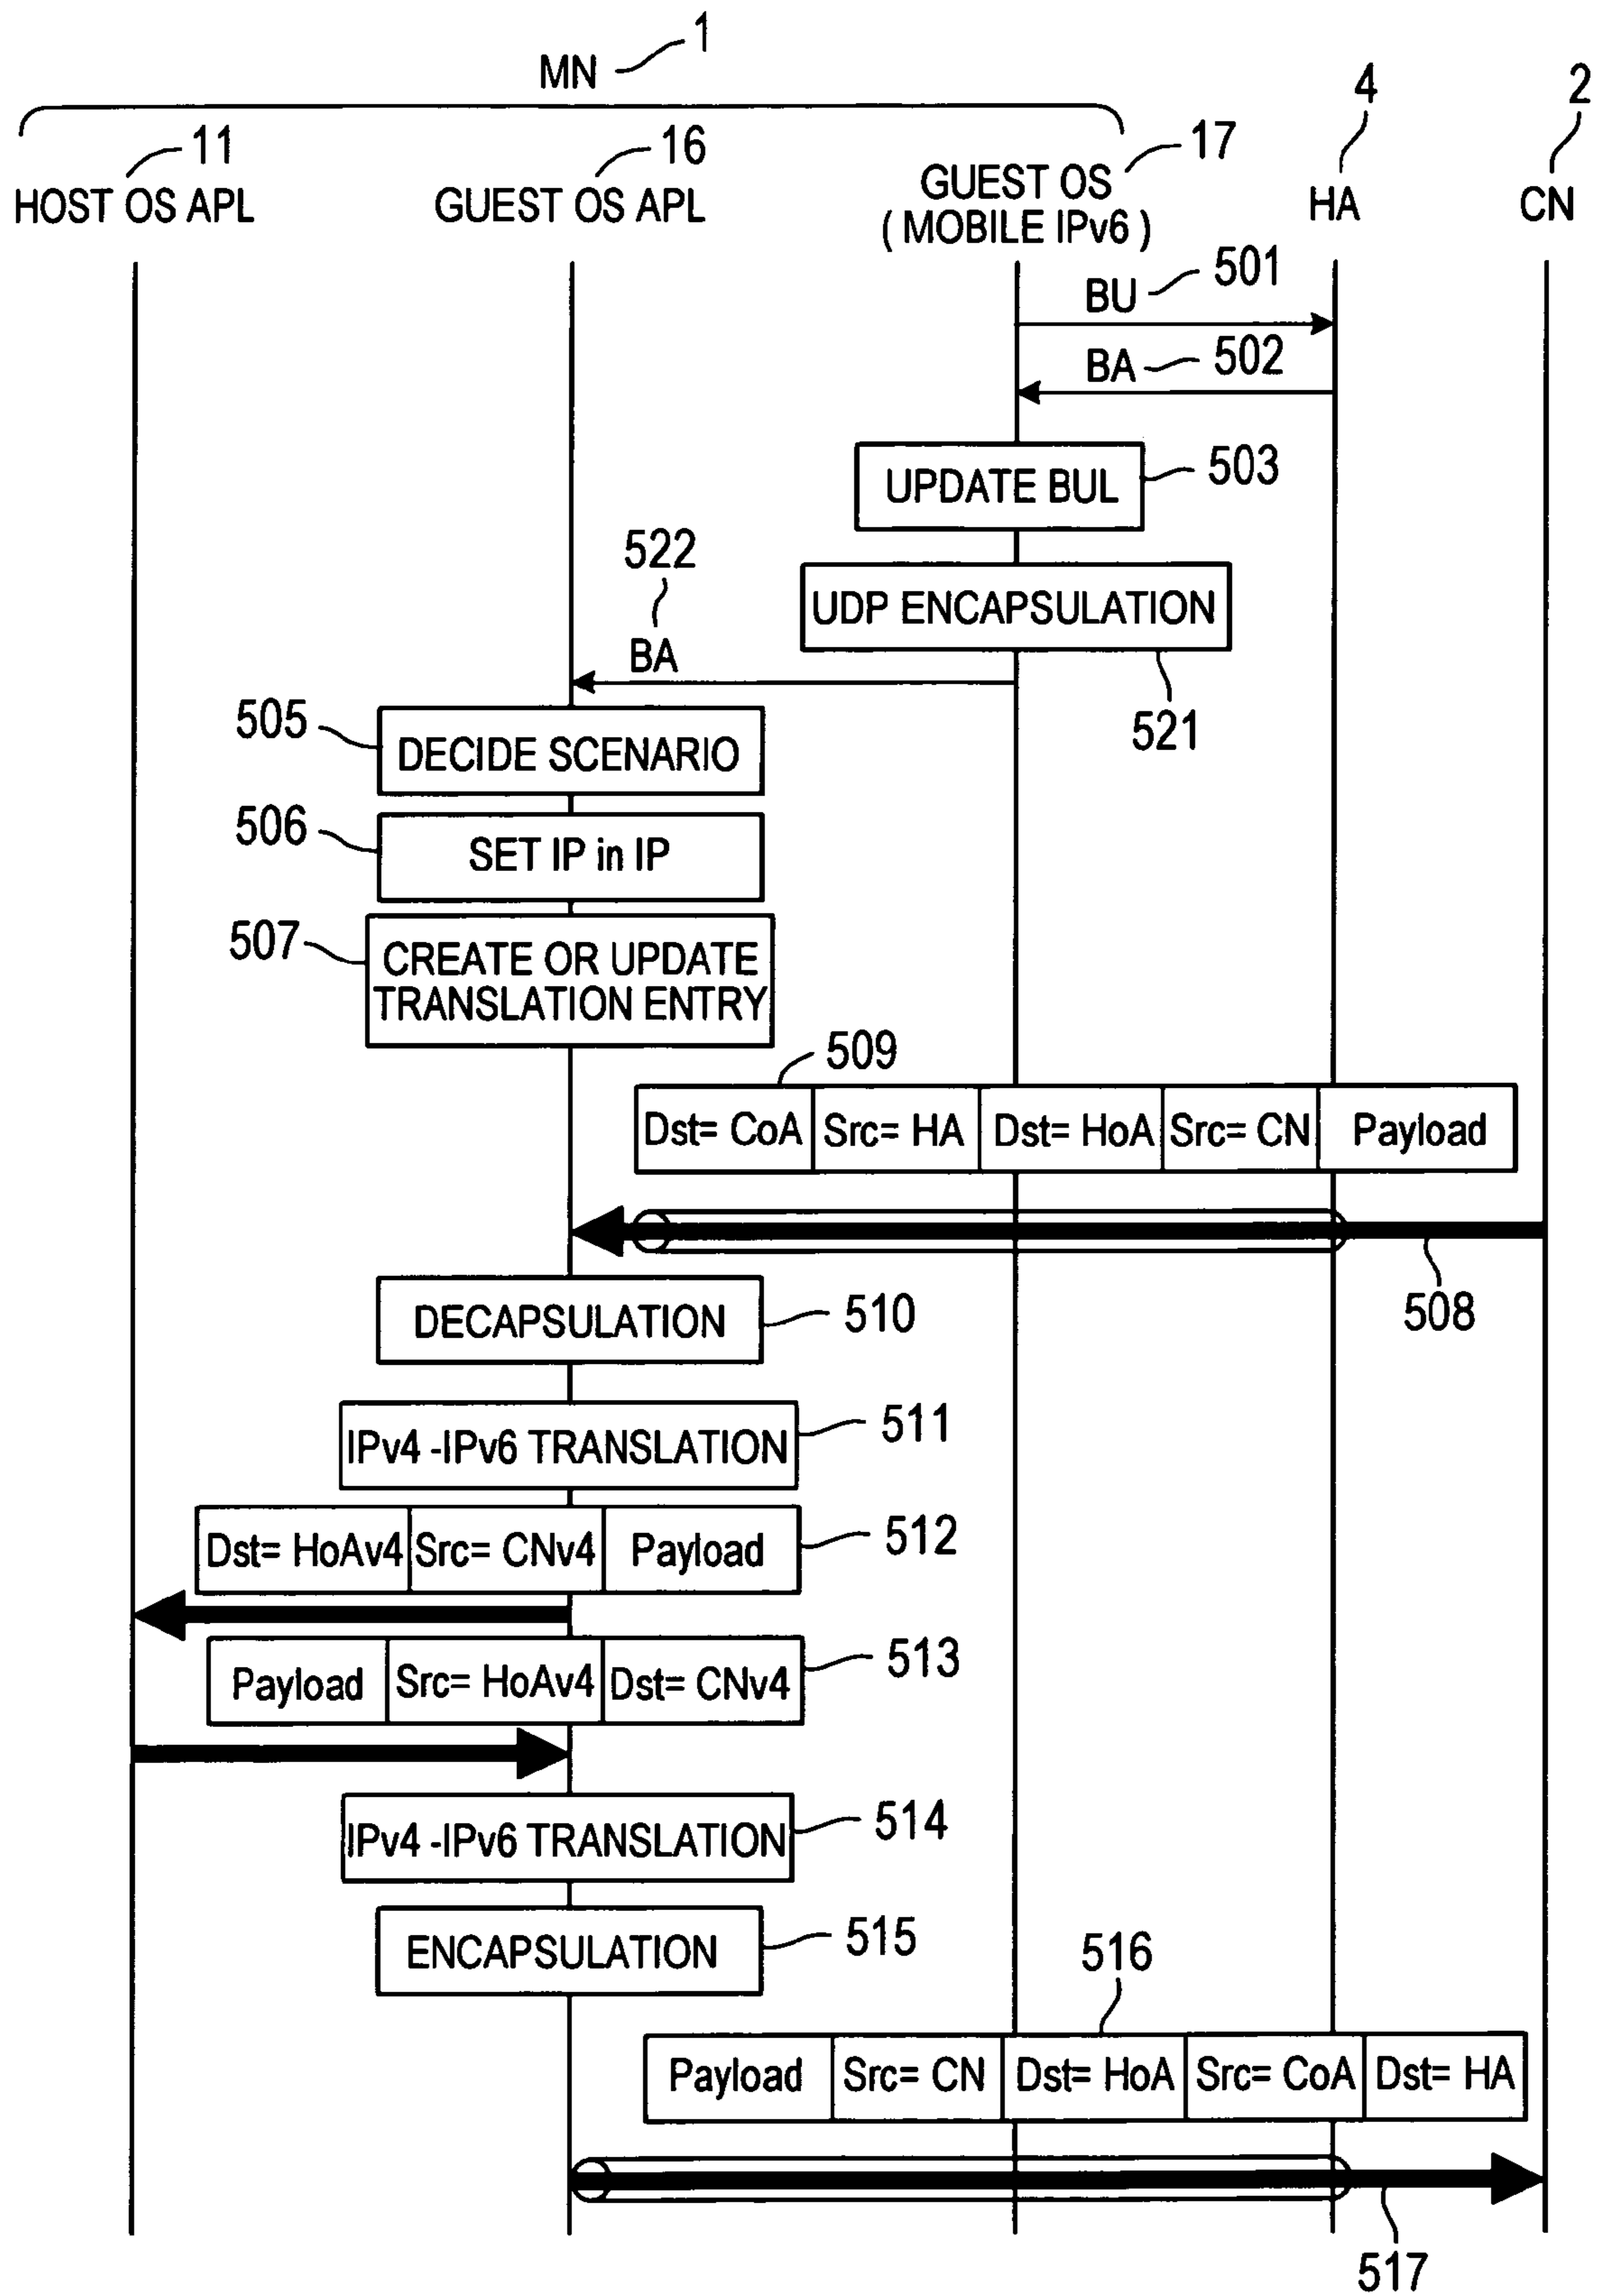 1
MN
4
2
11
16
17
HOST OS APL
GUEST OS APL
GUEST OS
( MOBILE IPv6 )
HA
CN
501
BU
502
BA
503
UPDATE BUL
522
UDP ENCAPSULATION
BA
521
505
DECIDE SCENARIO
506
SET IP in IP
507
CREATE OR UPDATE
TRANSLATION ENTRY
509
Dst= CoA Src= HA Dst= HoA Src= CN Payload
508
DECAPSULATION
510
IPv4 -IPv6 TRANSLATION
511
Dst= HoAv4 Src= CNv4 Payload
512
Payload Src= HoAv4 Dst= CNv4
513
IPv4 -IPv6 TRANSLATION
514
ENCAPSULATION
515
516
Payload Src= CN Dst= HoA Src= CoA Dst= HA
517